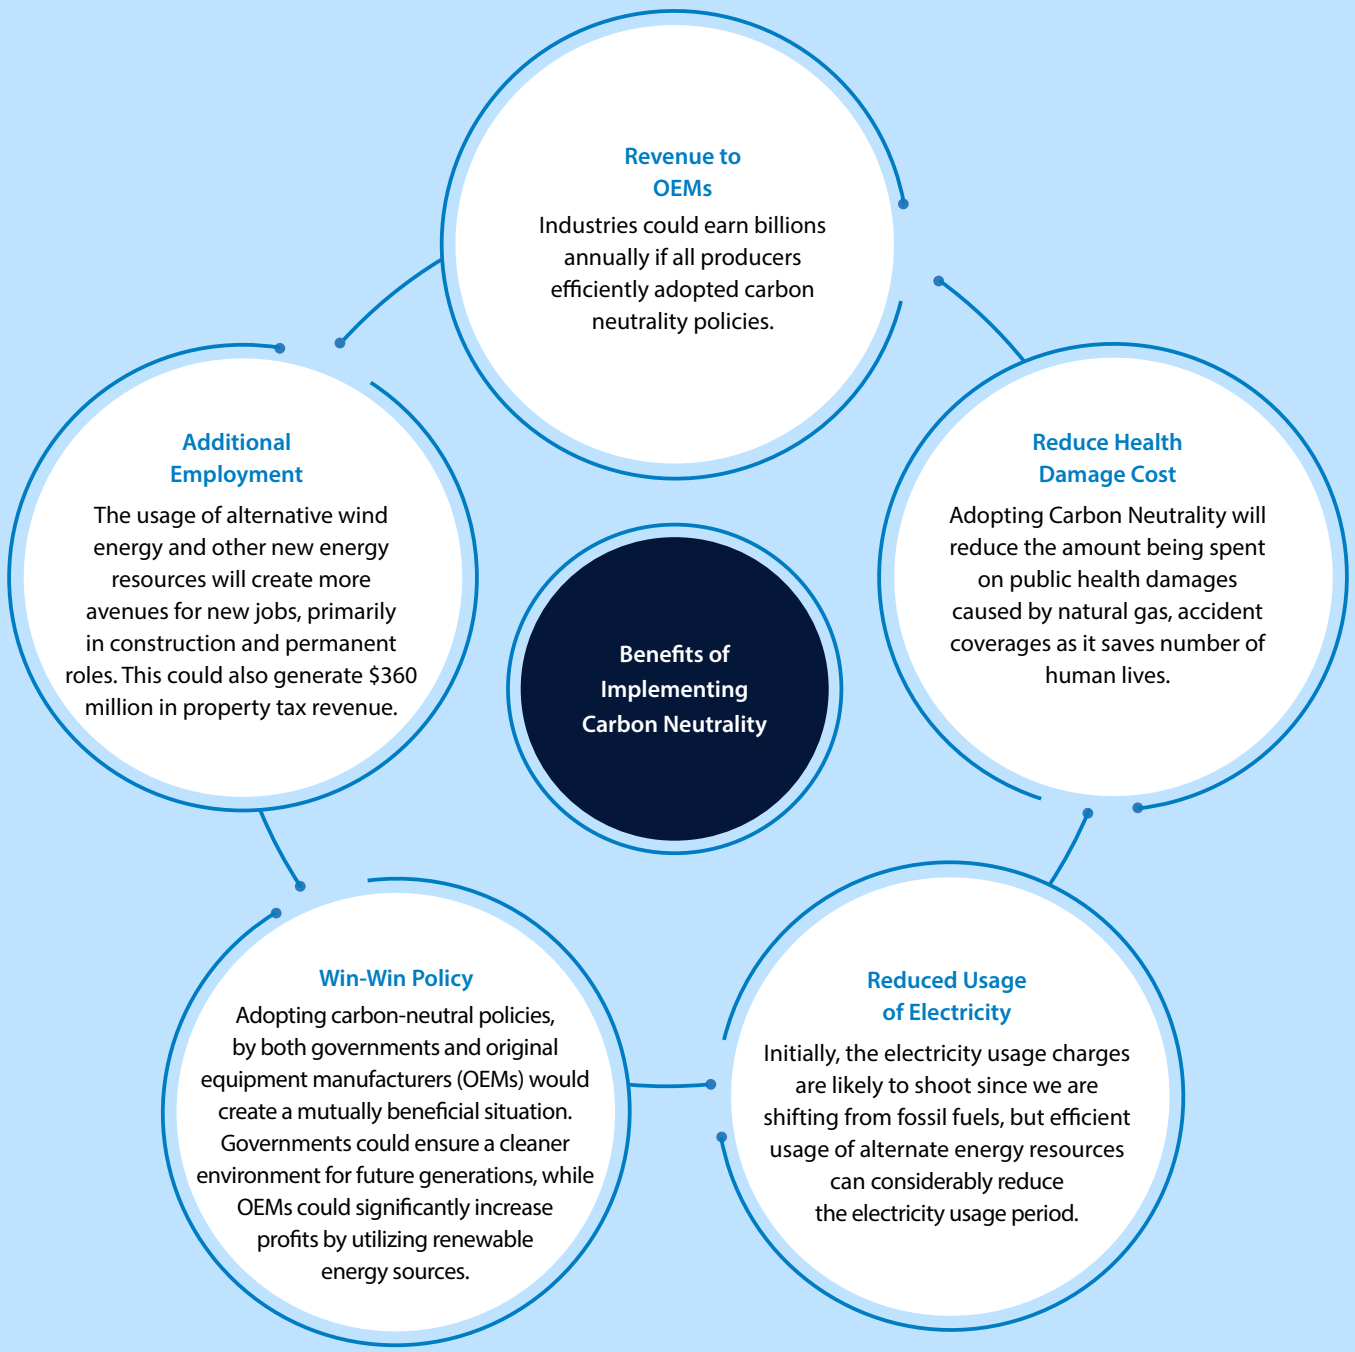 Revenue to
OEMs
Industries could earn billions
annually if all producers
efficiently adopted carbon
neutrality policies.
Additional
Employment
The usage of alternative wind
energy and other new energy
resources will create more
avenues for new jobs, primarily
in construction and permanent
roles. This could also generate $360
million in property tax revenue.
Reduce Health
Damage Cost
Adopting Carbon Neutrality will
reduce the amount being spent
on public health damages
caused by natural gas, accident
coverages as it saves number of
human lives.
Benefits of
Implementing
Carbon Neutrality
Win-Win Policy
Adopting carbon-neutral policies,
by both governments and original
equipment manufacturers (OEMs) would
create a mutually beneficial situation.
Governments could ensure a cleaner
environment for future generations, while
OEMs could significantly increase
profits by utilizing renewable
energy sources.
Reduced Usage
of Electricity
Initially, the electricity usage charges
are likely to shoot since we are
shifting from fossil fuels, but efficient
usage of alternate energy resources
can considerably reduce
the electricity usage period.